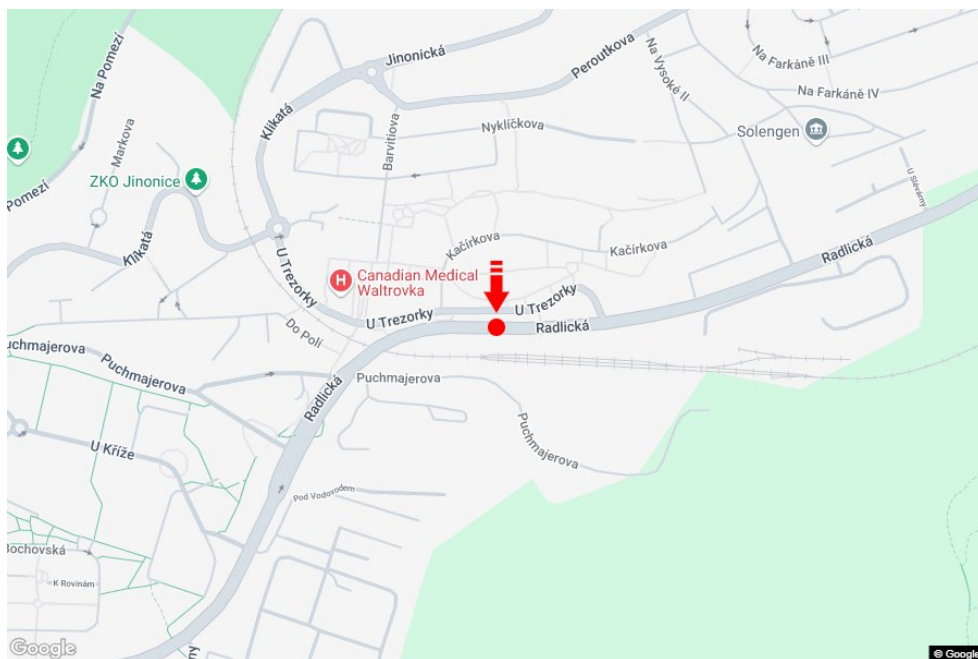 Jinonická
Peroutkova
Na Vysoké II
Na Farkáně III
Na Farkáně IV
Na Pomezí
Markova
Klikatá
Barvitiova
Nyklíčkova
Solengen
U Slévárny
ZKO Jinonice
Pomezí
Klikatá
U Trezorky
Kačírkova
Kačírkova
Radlická
Canadian Medical
Waltrovka
U Trezorky
U Trezorky
Radlická
Do Polí
Puchmajerova
Puchmajerova
Puchmajerova
Radlická
Puchmajerova
U Kříže
Pod Vodovodem
Bochovská
K Rovinám
ny
Google
© Google